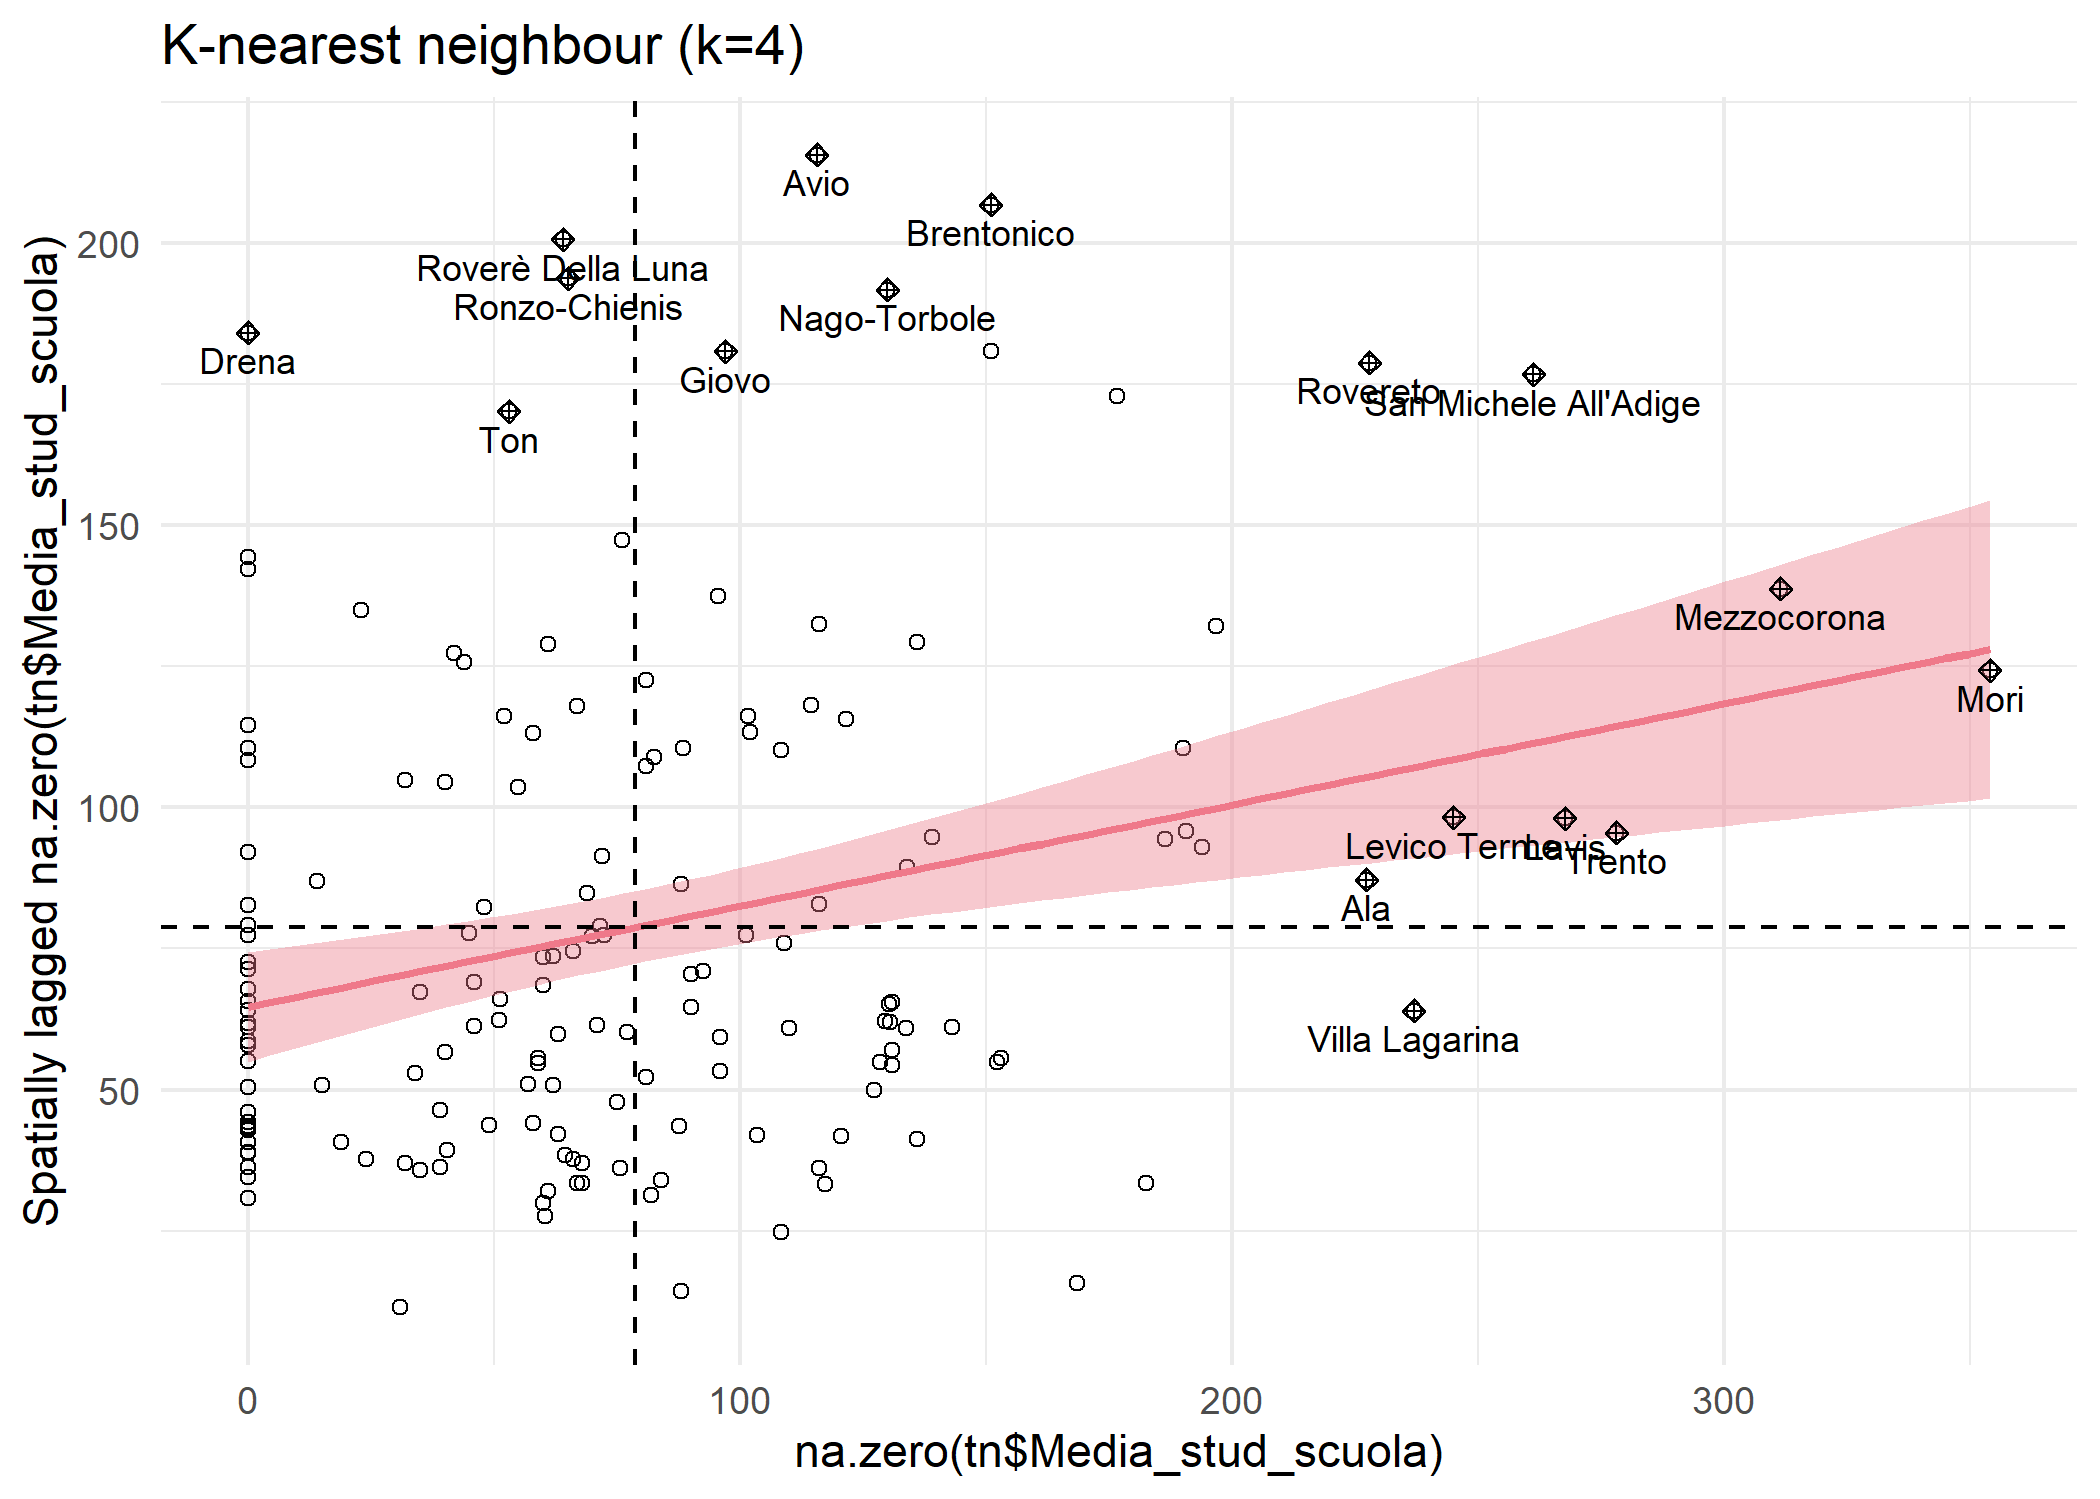 K-nearest neighbour (k=4)
Spatially lagged na.zero(tn$Media_stud_scuola)
200
150
100
50
Avio
Brentonico
Roverè Della Luna
Ronzo-Chienis
Nago-Torbole
Drena
Giovo
Rovereto
San Michele All'Adige
Ton
Mezzocorona
Mori
Levico Terme
Lavis
Trento
Ala
Villa Lagarina
0
100
200
300
na.zero(tn$Media_stud_scuola)